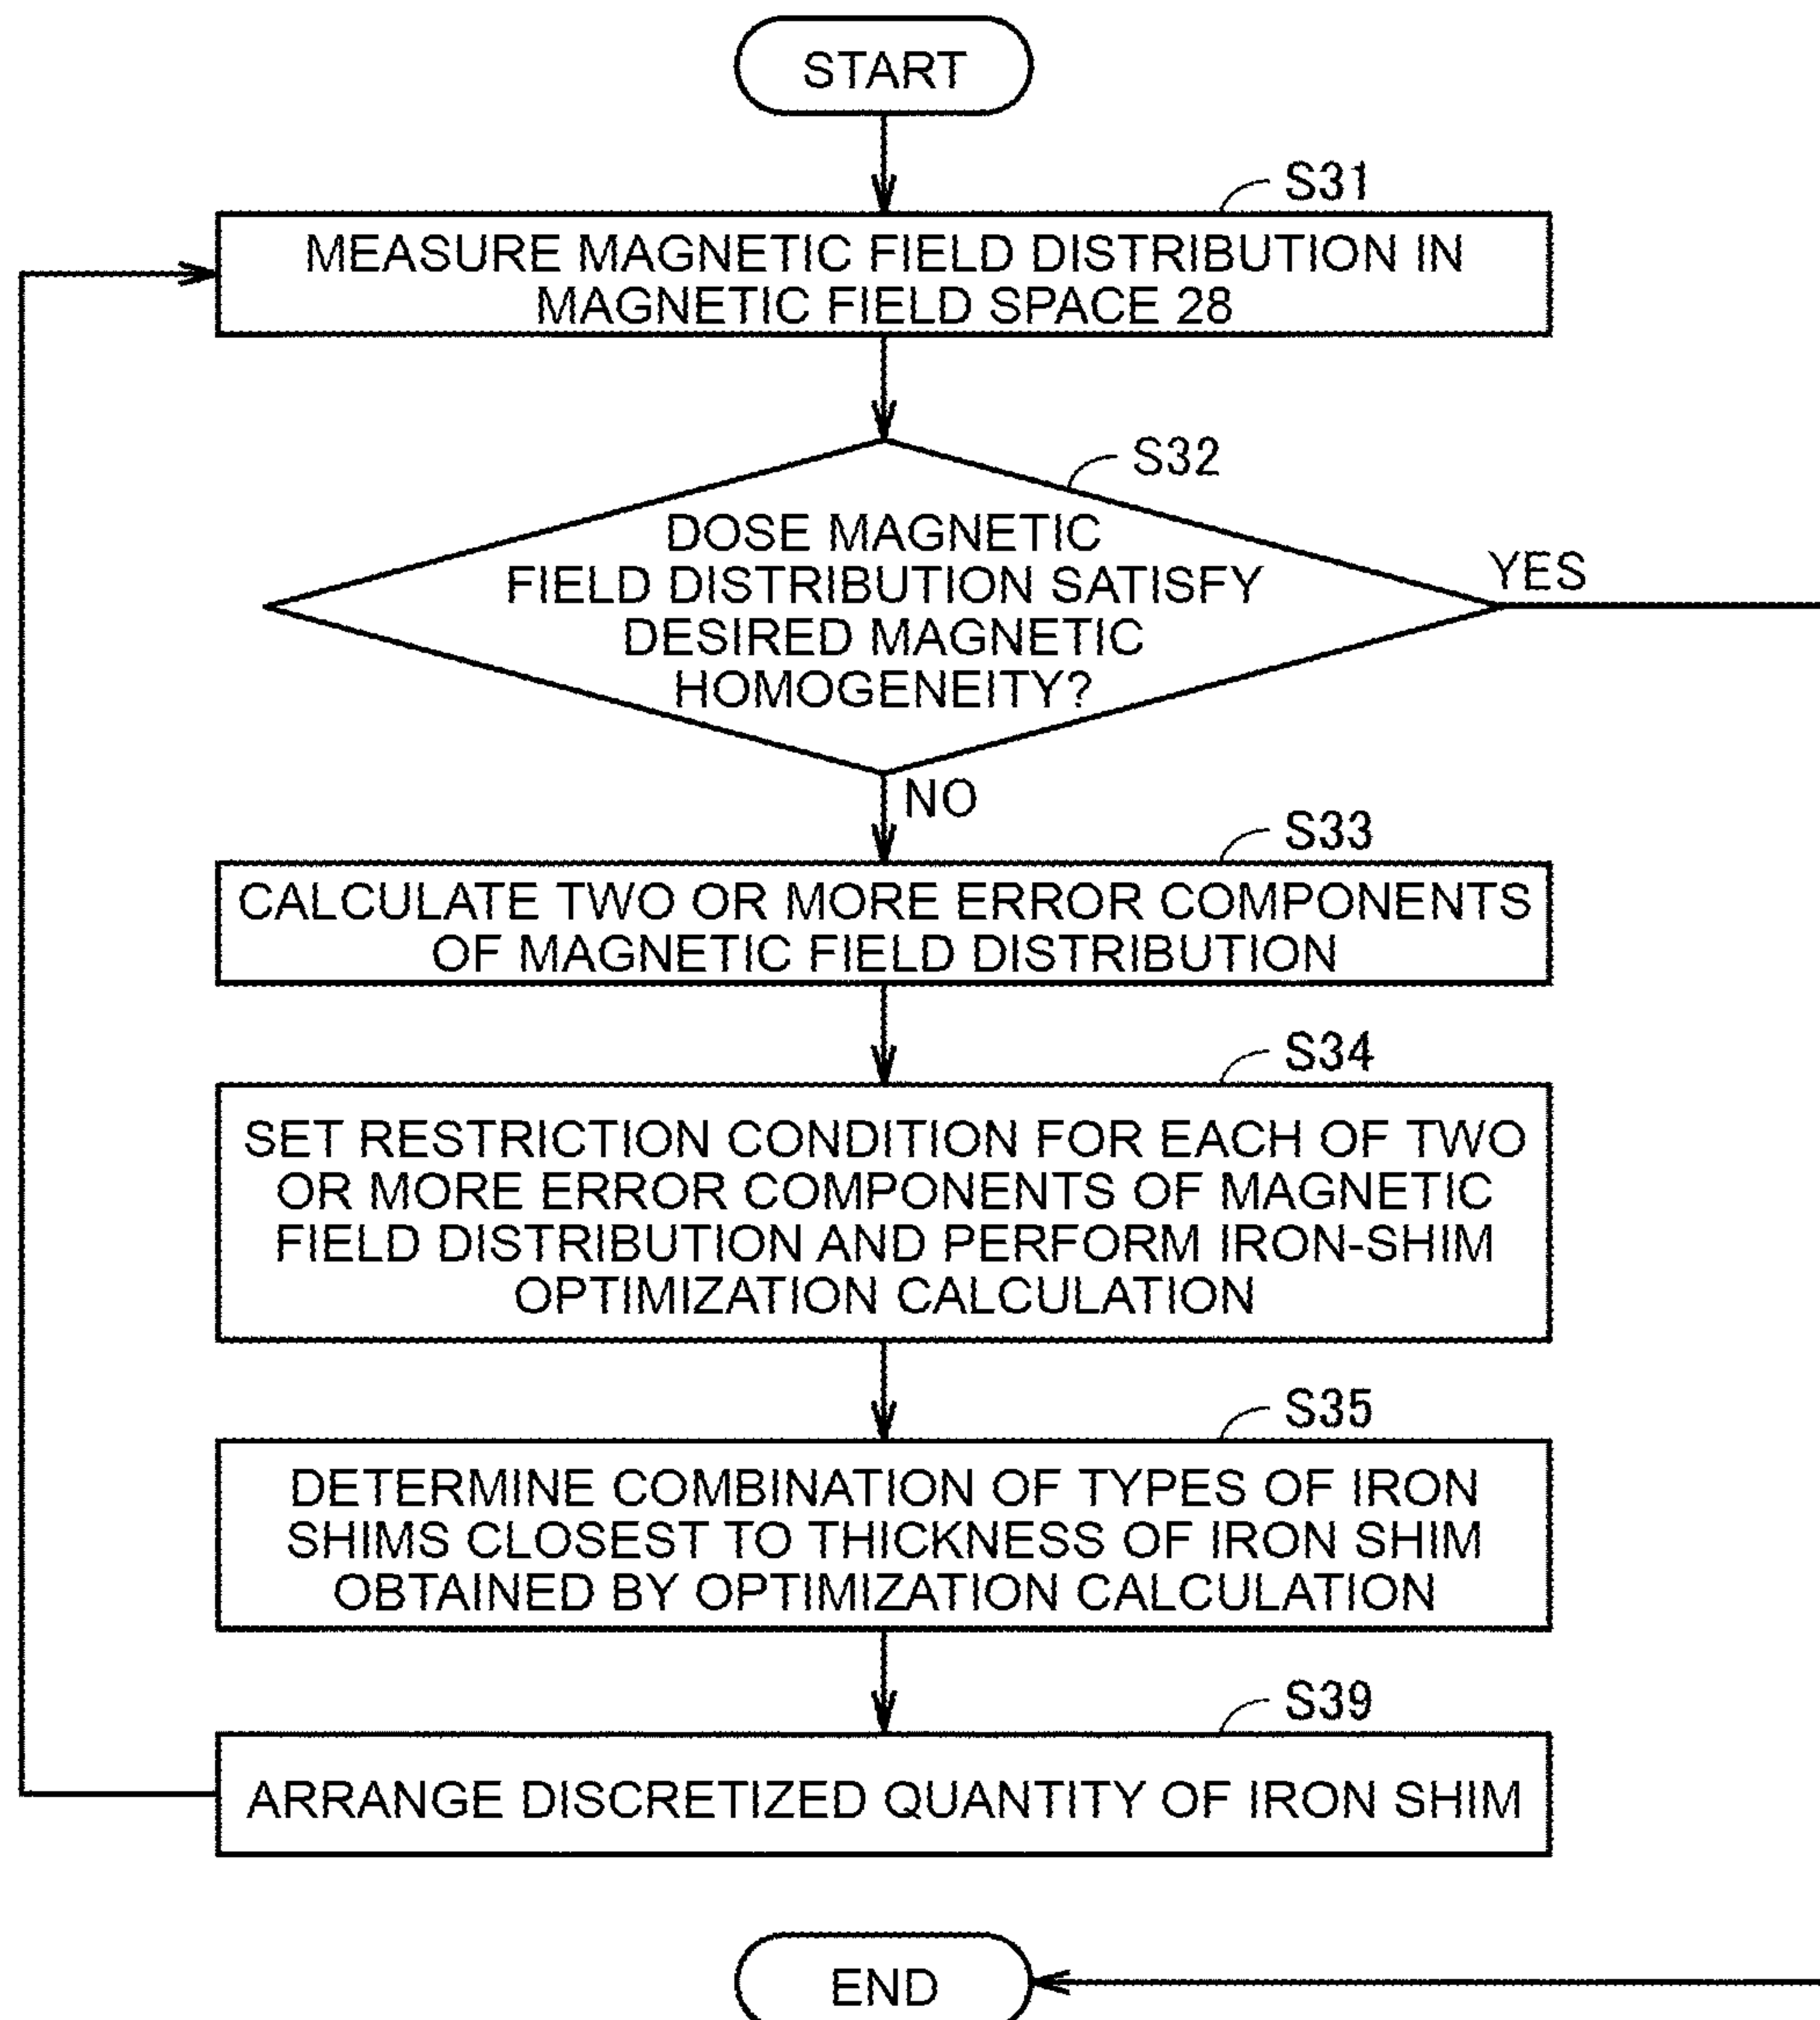 START
S31
MEASURE MAGNETIC FIELD DISTRIBUTION IN
MAGNETIC FIELD SPACE 28
S32
DOSE MAGNETIC
FIELD DISTRIBUTION SATISFY
DESIRED MAGNETIC
HOMOGENEITY?
YES
NO
S33
CALCULATE TWO OR MORE ERROR COMPONENTS
OF MAGNETIC FIELD DISTRIBUTION
S34
SET RESTRICTION CONDITION FOR EACH OF TWO
OR MORE ERROR COMPONENTS OF MAGNETIC
FIELD DISTRIBUTION AND PERFORM IRON-SHIM
OPTIMIZATION CALCULATION
S35
DETERMINE COMBINATION OF TYPES OF IRON
SHIMS CLOSEST TO THICKNESS OF IRON SHIM
OBTAINED BY OPTIMIZATION CALCULATION
S39
ARRANGE DISCRETIZED QUANTITY OF IRON SHIM
END